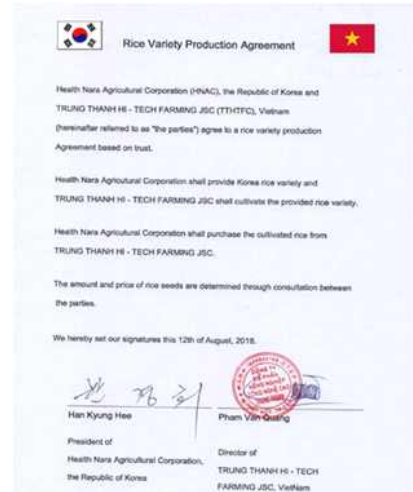 Rice Variety Production Agreement
Health Nara Agricultural Corporation (HNAC), the Republic of Korea and
TRUNG THANH HI - TECH FARMING JSC (TTHTFC), Vietnam
(hereinafter referred to as "the parties") agree to a rice variety production
Agreement based on trust.
Health Nara Agricultural Corporation shall provide Korea rice variety and
TRUNG THANH HI - TECH FARMING JSC shall cultivate the provided rice variety.
Health Nara Agricultural Corporation shall purchase the cultivated rice from
TRUNG THANH HI - TECH FARMING JSC.
The amount and price of rice seeds are determined through consultation between
the parties.
We hereby set our signatures this 12th of August, 2018.
Han Kyung Hee
Pham Van Quang
President of
Health Nara Agricultural Corporation,
the Republic of Korea
Director of
TRUNG THANH HI - TECH
FARMING JSC, VietNam